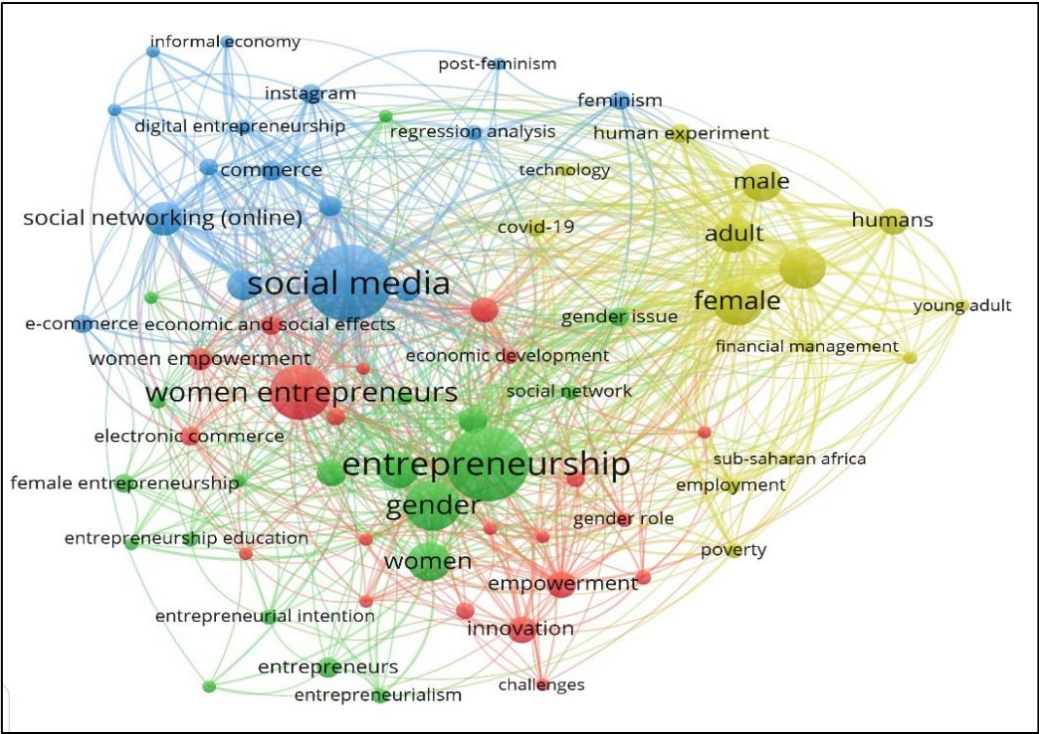 informal economy
post-feminism
instagram
feminism
digital entrepreneurship
regression analysis
human experiment
commerce
technology
male
social networking (online)
covid-19
adult
humans
social media
female
young adult
e-commerce
economic and social effects
gender issue
women empowerment
economic development
financial management
women entrepreneurs
social network
electronic commerce
entrepreneurship
sub-saharan africa
female entrepreneurship
employment
gender
gender role
entrepreneurship education
poverty
women
empowerment
entrepreneurial intention
innovation
entrepreneurs
challenges
entrepreneurialism